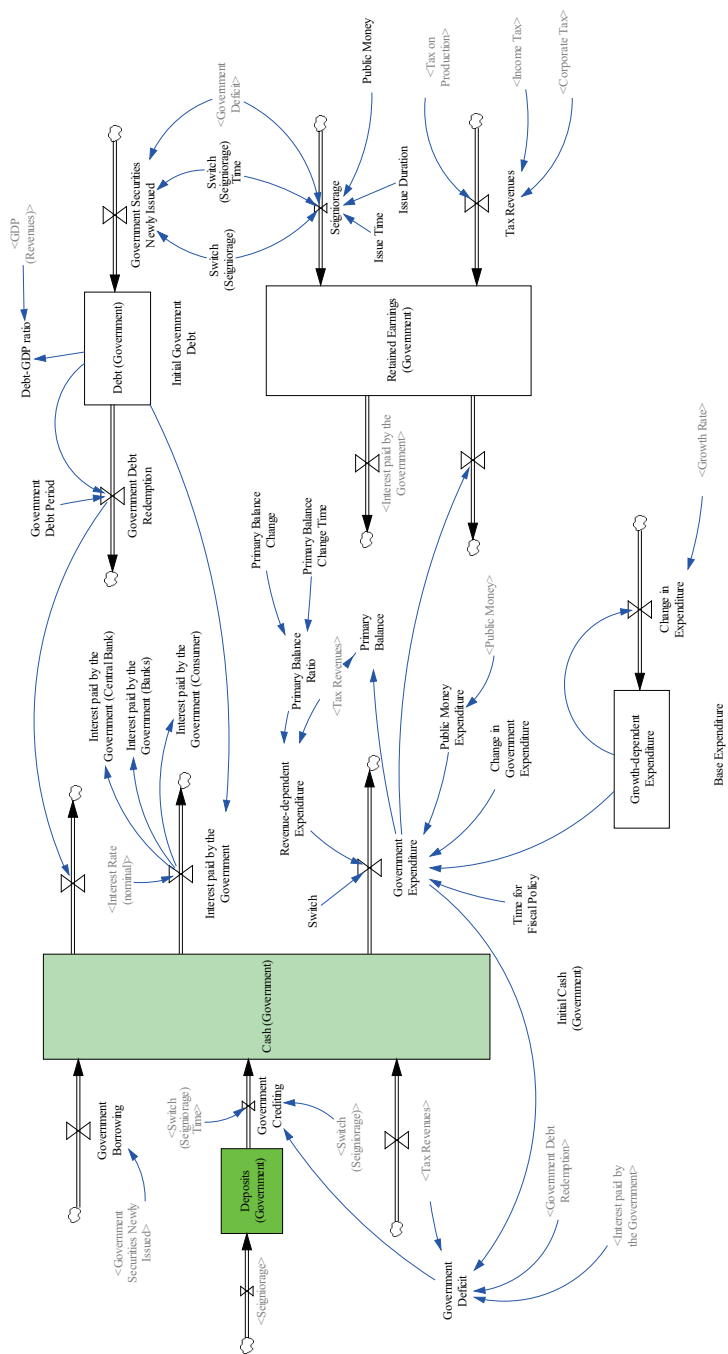 <GDP
(Revenues)>
Debt-GDP ratio
Government
Debt Period
Debt (Government)
Government Debt
Redemption
Government Securities
Newly Issued
Initial Government
Debt
<Government
Securities Newly
Issued>
Government
Borrowing
Interest paid by the
Government (Central Bank)
Interest paid by the
Government (Banks)
Interest paid by the
Government (Consumer)
<Interest Rate
(nominal)>
Interest paid by the
Government
<Switch
(Seigniorage)
Time>
Switch
(Seigniorage)
Switch
(Seigniorage)
Time
<Government
Deficit>
<Seigniorage>
Deposits
(Government)
Government
Crediting
Cash (Government)
Primary Balance
Change
Primary Balance
Change Time
Primary Balance
Ratio
Revenue-dependent
Expenditure
<Tax Revenues>
Switch
<Switch
(Seigniorage)>
Primary
Balance
Seigniorage
Public Money
Issue Time
Issue Duration
Retained Earnings
(Government)
<Interest paid by the
Government>
<Tax Revenues>
Government
Expenditure
Government
Deficit
Public Money
Expenditure
<Public Money>
<Tax on
Production>
Tax Revenues
<Income Tax>
<Corporate Tax>
Change in
Government
Expenditure
Time for
Fiscal Policy
<Government Debt
Redemption>
Initial Cash
(Government)
<Interest paid by
the Government>
Growth-dependent
Expenditure
Change in
Expenditure
<Growth Rate>
Base Expenditure